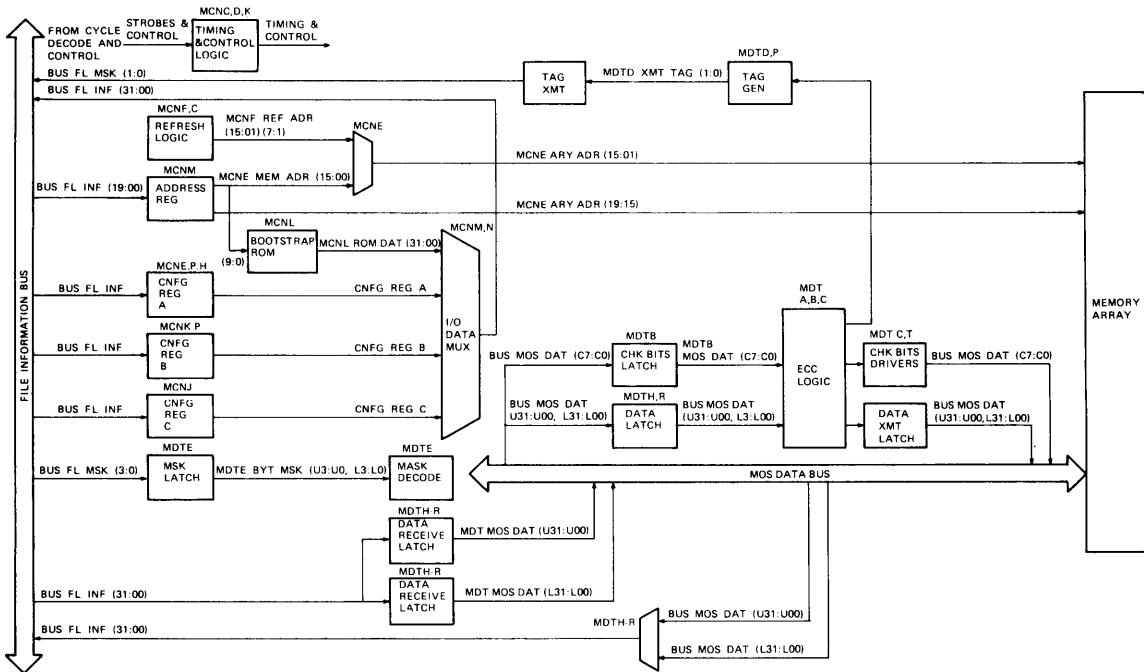 MCNC,D,K
STROBES &
CONTROL
FROM CYCLE
DECODE AND
CONTROL
TIMING
&CONTROL
LOGIC
TIMING &
CONTROL
BUS FL MSK (1:0)
TAG
XMT
MDTD XMT TAG (1:0)
MDTD,P
TAG
GEN
BUS FL INF (31:00)
MCNF,C
REFRESH
LOGIC
MCNF REF ADR
(15:01) (7:1)
MCNE
MCNE ARY ADR (15:01)
MCNM
BUS FL INF (19:00)
ADDRESS
REG
MCNE MEM ADR (15:00)
MCNE ARY ADR (19:15)
MCNL
BOOTSTRAP
ROM
(9:0)
MCNL ROM DAT (31:00)
MCNM,N
I/O
DATA
MUX
MCNE,P,H
BUS FL INF
CNFG
REG
A
CNFG REG A
MCNK P
BUS FL INF
CNFG
REG
B
CNFG REG B
MCNJ
BUS FL INF
CNFG
REG
C
CNFG REG C
MDTE
BUS FL MSK (3:0)
MSK
LATCH
MDTE BYT MSK (U3:U0, L3:L0)
MDTE
MASK
DECODE
FILE INFORMATION BUS
MDTB
BUS MOS DAT (C7:C0)
CHK BITS
LATCH
MDTB
MOS DAT (C7:C0)
MDT
A,B,C
ECC
LOGIC
MDT C,T
CHK BITS
DRIVERS
BUS MOS DAT (C7:C0)
MDTH,R
BUS MOS DAT
U31:U00, L31:L00)
DATA
LATCH
BUS MOS DAT
(U31:U00, L3:L00)
DATA
XMT
LATCH
BUS MOS DAT
(U31:U00,L31:L00)
MEMORY
ARRAY
MOS DATA BUS
MDTH-R
DATA
RECEIVE
LATCH
MDT MOS DAT (U31:U00)
MDTH-R
BUS FL INF (31:00)
DATA
RECEIVE
LATCH
MDT MOS DAT (L31:L00)
BUS FL INF (31:00)
MDTH-R
BUS MOS DAT (U31:U00)
BUS MOS DAT (L31:L00)